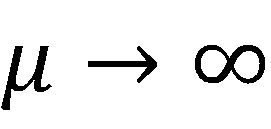 μ → ∞